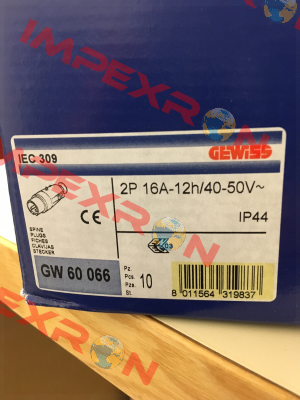 IMPEXRON
IEC 309
GEWISS
2P 16A-12h/40-50V~
CE
IP44
SPINE
PLUGS
FICHES
CLAVIJAS
STECKER
GW 60 066
Pz.
Pcs.
Pzs.
St.
10
8 011564 319837
IMPEXRON